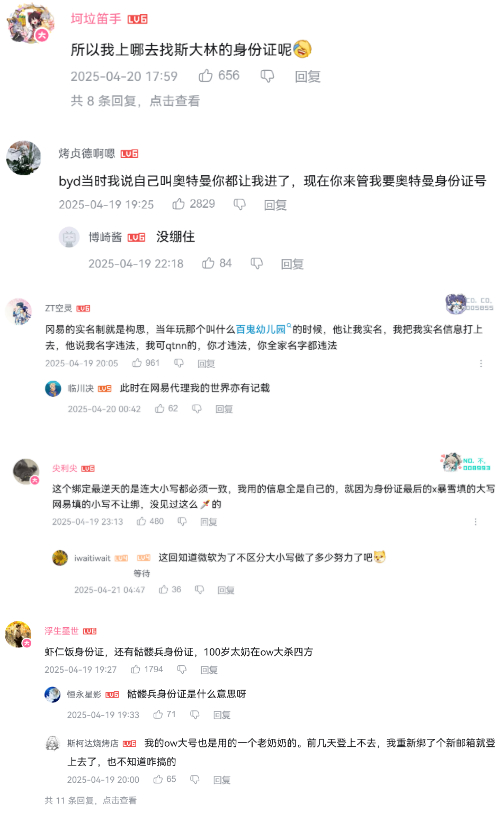 坷垃笛手 LV6
所以我上哪去找斯大林的身份证呢
2025-04-20 17:59 656 回复
共 8 条回复，点击查看
烤贞德啊嗯 LV6
byd当时我说自己叫奥特曼你都让我进了，现在你来管我要奥特曼身份证号
2025-04-19 19:25 2829 回复
博崎酱 LV6 没绷住
2025-04-19 22:18 84 回复
ZT空灵 LV6
冈易的实名制就是构思，当年玩那个叫什么百鬼幼儿园的时候，他让我实名，我把我实名信息打上
去，他说我名字违法，我可qtnn的，你才违法，你全家名字都违法
2025-04-19 20:05 961 回复
临川决 LV6 此时在网易代理我的世界亦有记载
2025-04-20 00:42 62 回复
尖利尖 LV6
NO. 不.
这个绑定最逆天的是连大小写都必须一致，我用的信息全是自己的，就因为身份证最后的x暴雪填的大写
网易填的小写不让绑，没见过这么的
2025-04-19 23:13 480 回复
iwaitiwait 这回知道微软为了不区分大小写做了多少努力了吧
等待
2025-04-21 04:47 36 回复
浮生虽世 LV6
虾仁饭身份证，还有骷髅兵身份证，100岁太奶在ow大杀四方
2025-04-19 19:27 1794 回复
恒永星影 LV5 骷髅兵身份证是什么意思呀
2025-04-19 19:33 71 回复
斯柯达烧烤店 LV6 我的ow大号也是用的一个老奶奶的。前几天登上不去，我重新绑了个新邮箱就登
上去了，也不知道咋搞的
2025-04-19 20:00 65 回复
共 11 条回复，点击查看